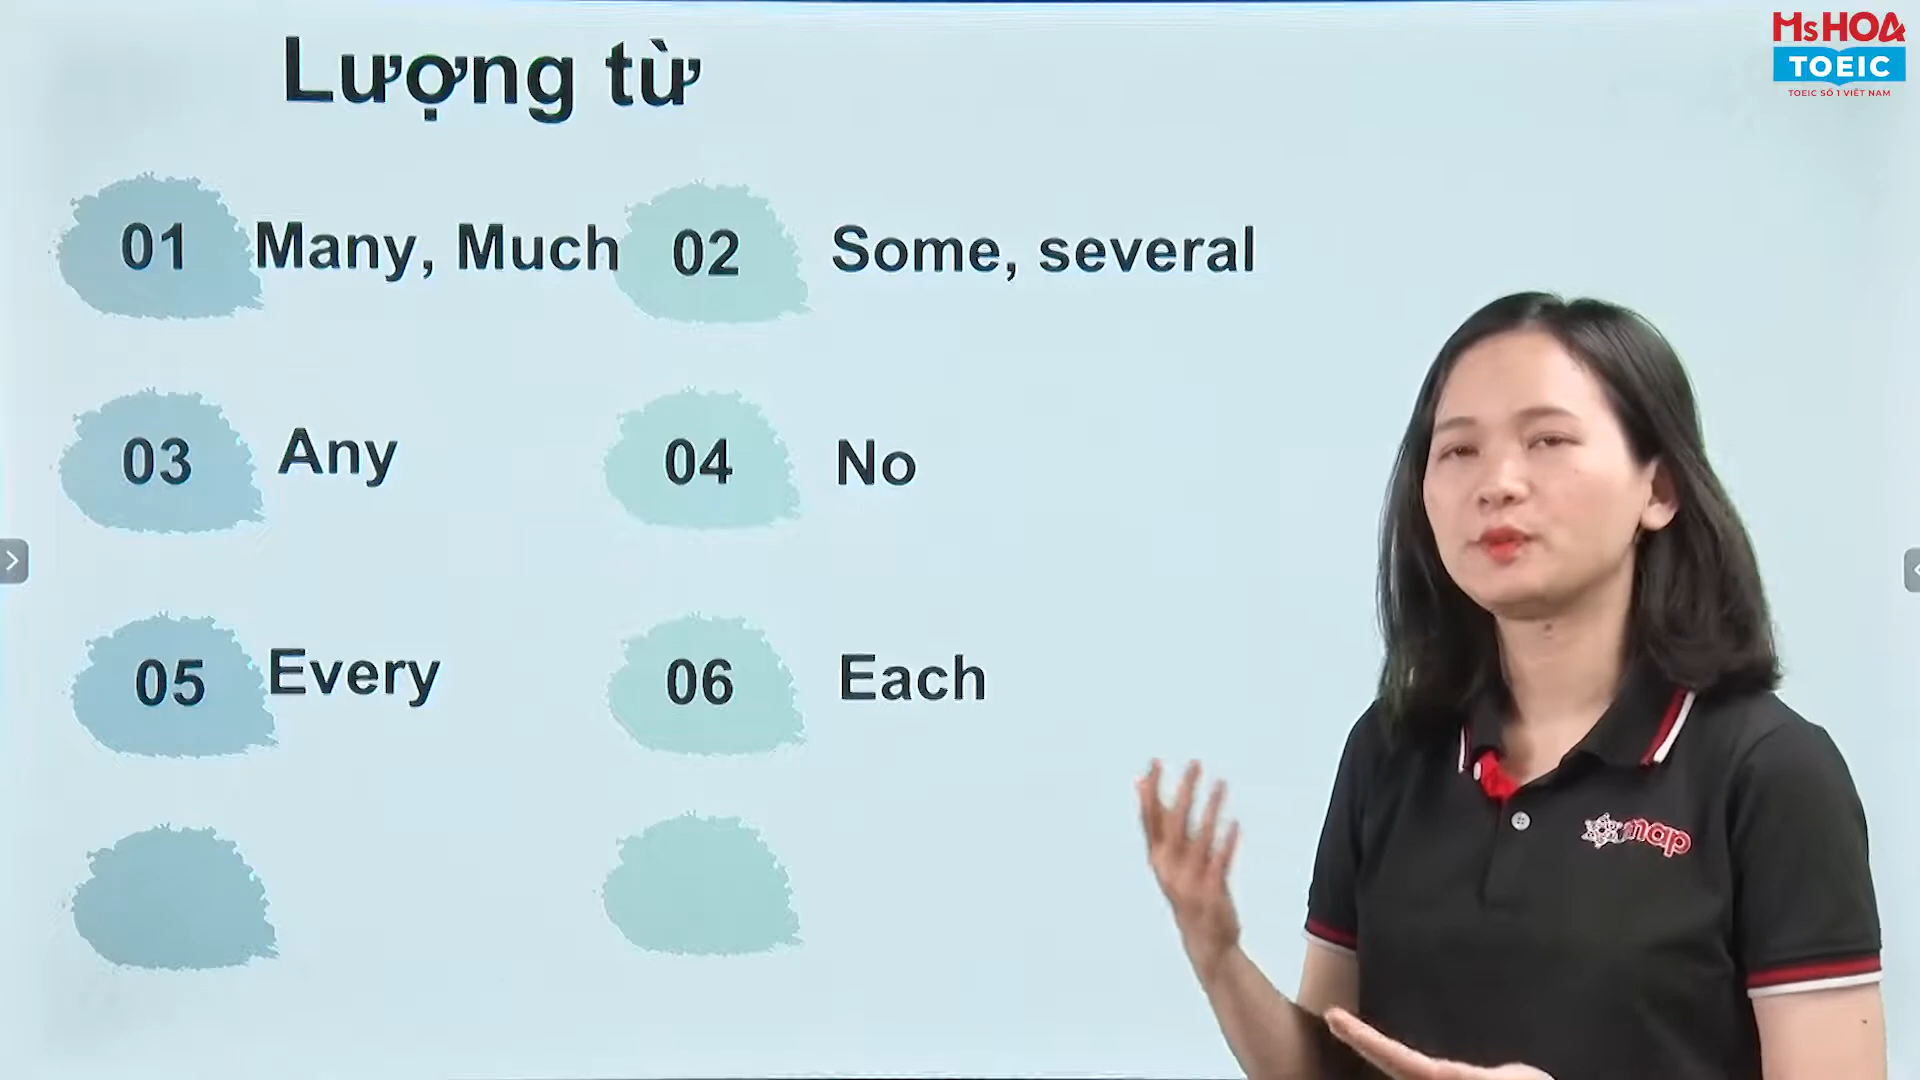 Lượng từ
MsHOA
TOEIC
TOEIC SỐ 1 VIỆT NAM
01 Many, Much
02 Some, several
03 Any
04 No
05 Every
06 Each
map